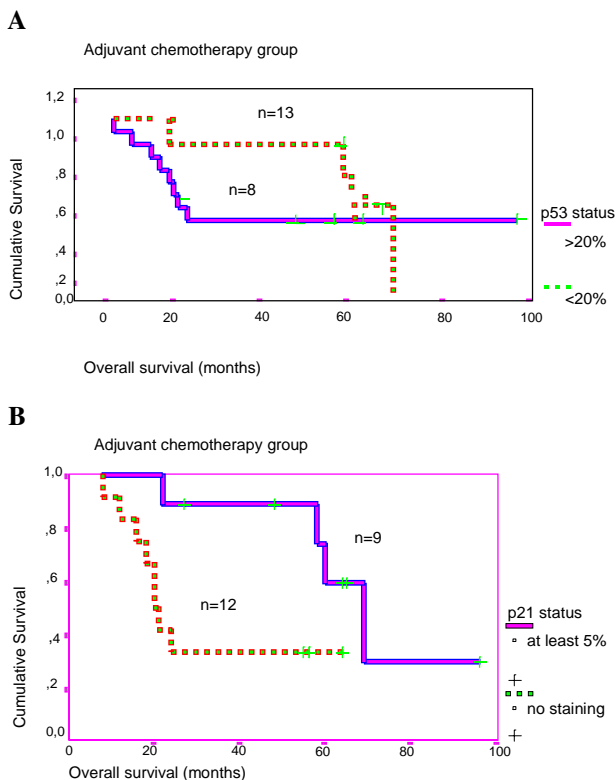 A
Adjuvant chemotherapy group
1,2
1,0
,8
,6
,4
,2
0,0
Cumulative Survival
n=13
n=8
0 20 40 60 80 100
Overall survival (months)
p53 status
>20%
<20%
B
Adjuvant chemotherapy group
1,0
,8
,6
,4
,2
0,0
Cumulative Survival
n=9
n=12
0 20 40 60 80 100
Overall survival (months)
p21 status
at least 5%
no staining